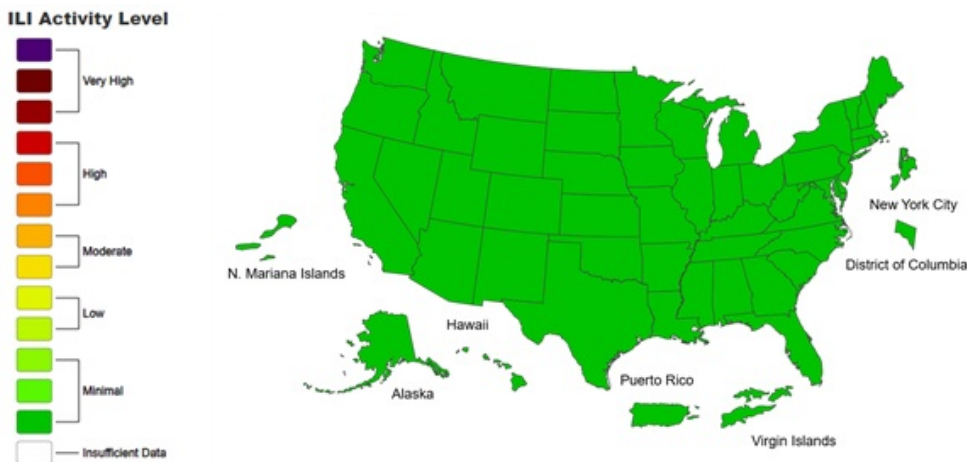 ILI Activity Level
Very High
High
Moderate
Low
Minimal
Insufficient Data
New York City
District of Columbia
N. Mariana Islands
Hawaii
Alaska
Puerto Rico
Virgin Islands